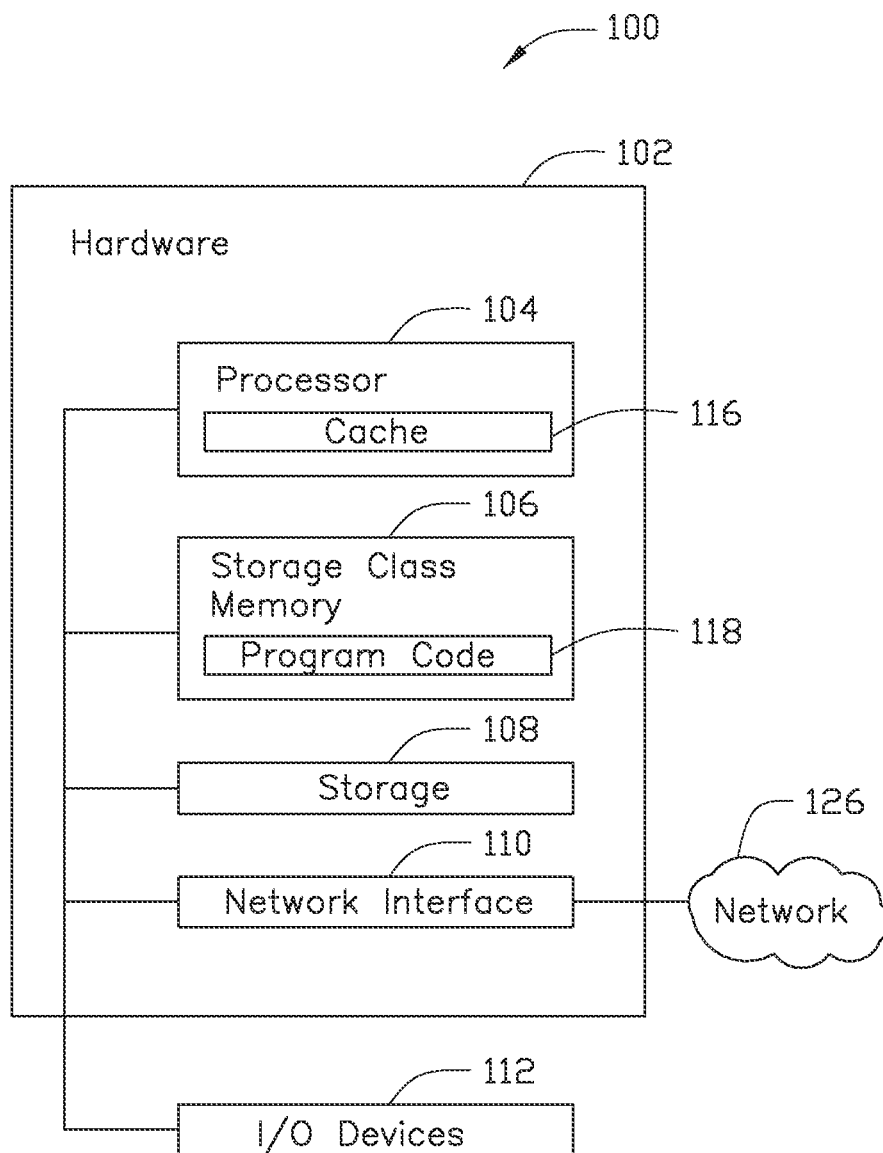 100
102
Hardware
104
Processor
Cache
116
106
Storage Class
Memory
Program Code
118
108
Storage
126
110
Network Interface
Network
112
I/O Devices